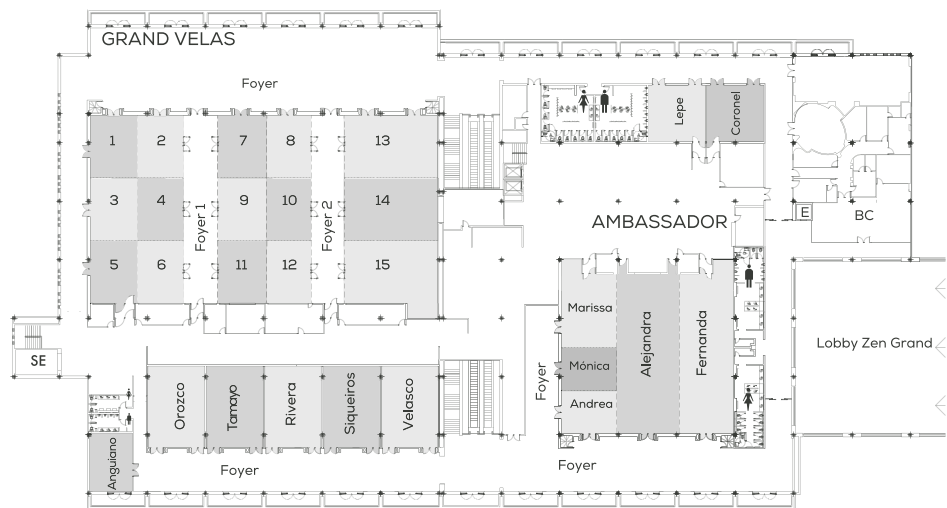 GRAND VELAS
Foyer
1
2
7
8
13
3
4
9
10
14
5
6
11
12
15
Foyer 1
Foyer 2
Lepe
Coronel
AMBASSADOR
E
BC
Marissa
Mónica
Andrea
Alejandra
Fernanda
Foyer
Lobby Zen Grand
SE
Orozco
Tamayo
Rivera
Siqueiros
Velasco
Anguiano
Foyer
Foyer